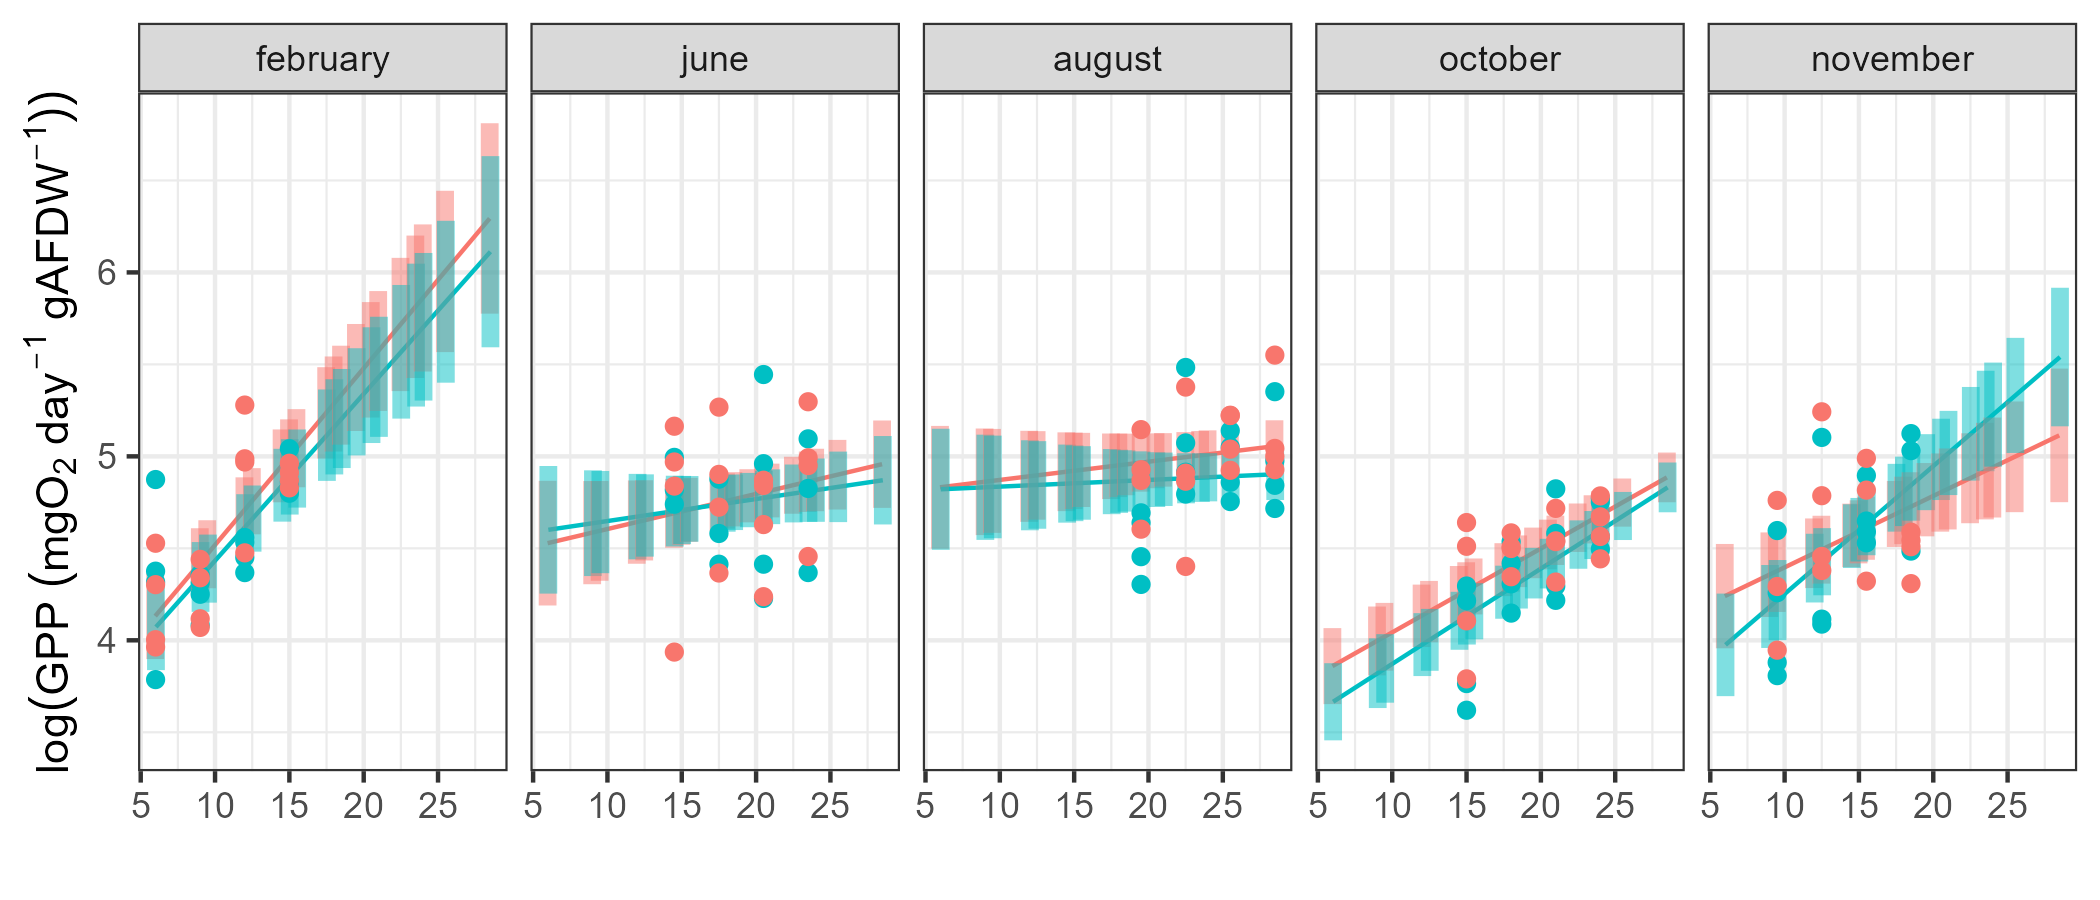 february june august october november
log(GPP (mgO₂ day⁻¹ gAFDW⁻¹))
6
5
4
5 10 15 20 25 5 10 15 20 25 5 10 15 20 25 5 10 15 20 25 5 10 15 20 25